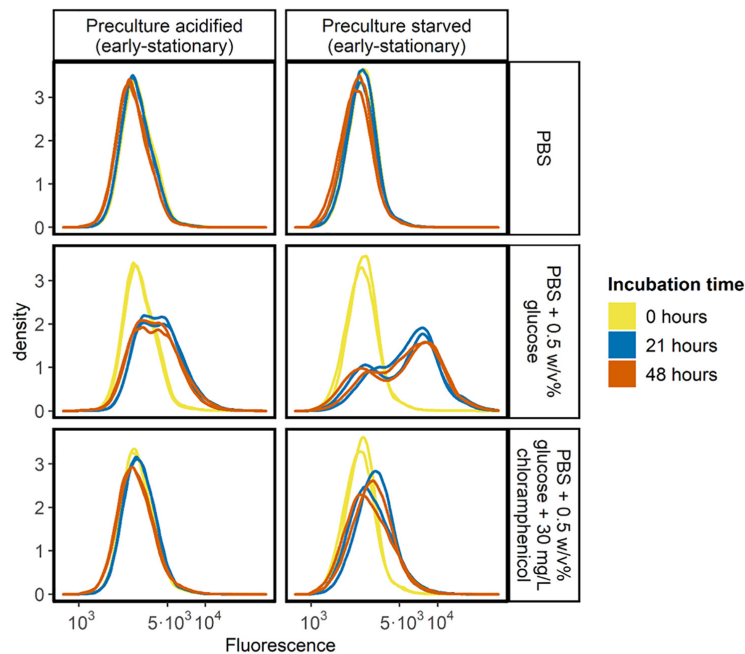 Preculture acidified
(early-stationary)
Preculture starved
(early-stationary)
3
2
1
0
PBS
3
2
1
0
PBS + 0.5 w/v%
glucose
3
2
1
0
PBS + 0.5 w/v%
glucose + 30 mg/L
chloramphenicol
density
10³
5·10³
10⁴
10³
5·10³
10⁴
Fluorescence
Incubation time
0 hours
21 hours
48 hours